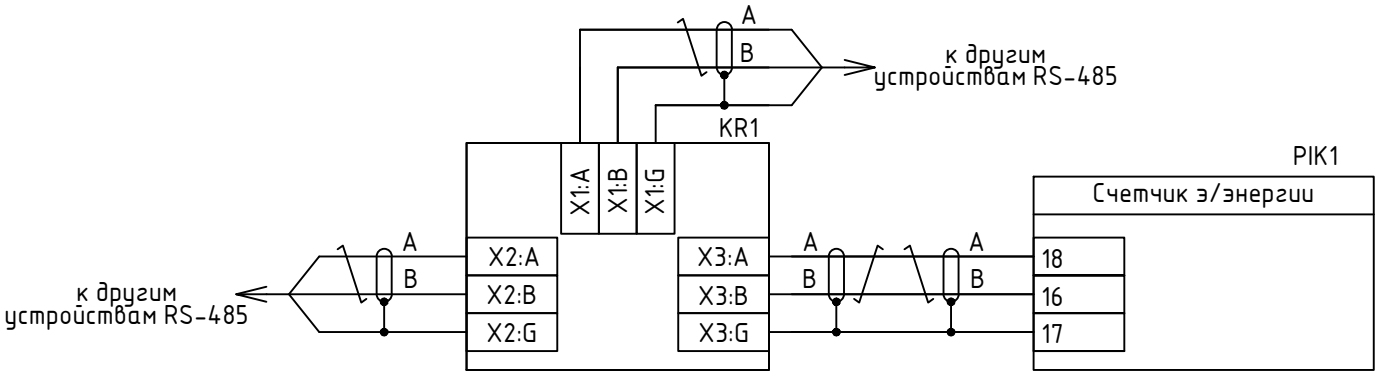 A
B
к другим
устройствам RS-485
KR1
X1:A
X1:B
X1:G
PIK1
Счетчик э/энергии
A
B
X2:A
X2:B
X2:G
к другим
устройствам RS-485
X3:A
X3:B
X3:G
A
B
A
B
18
16
17